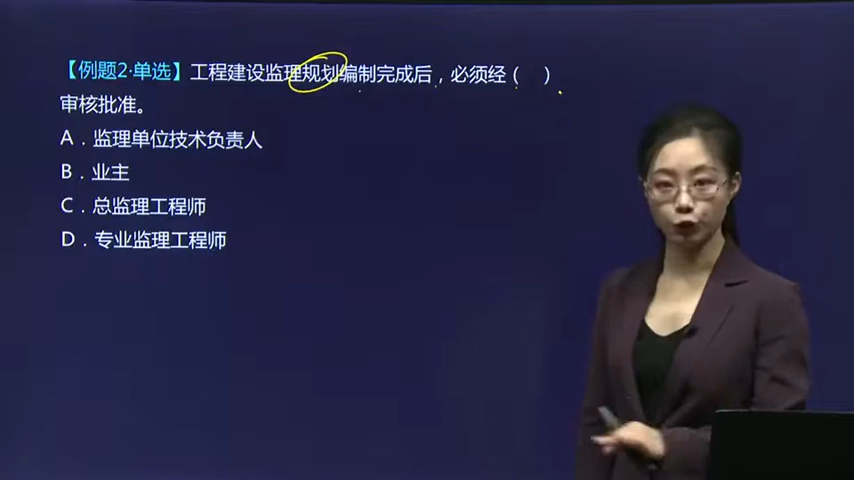 【例题2·单选】工程建设监理规划编制完成后，必须经（ ）
审核批准。
A．监理单位技术负责人
B．业主
C．总监理工程师
D．专业监理工程师